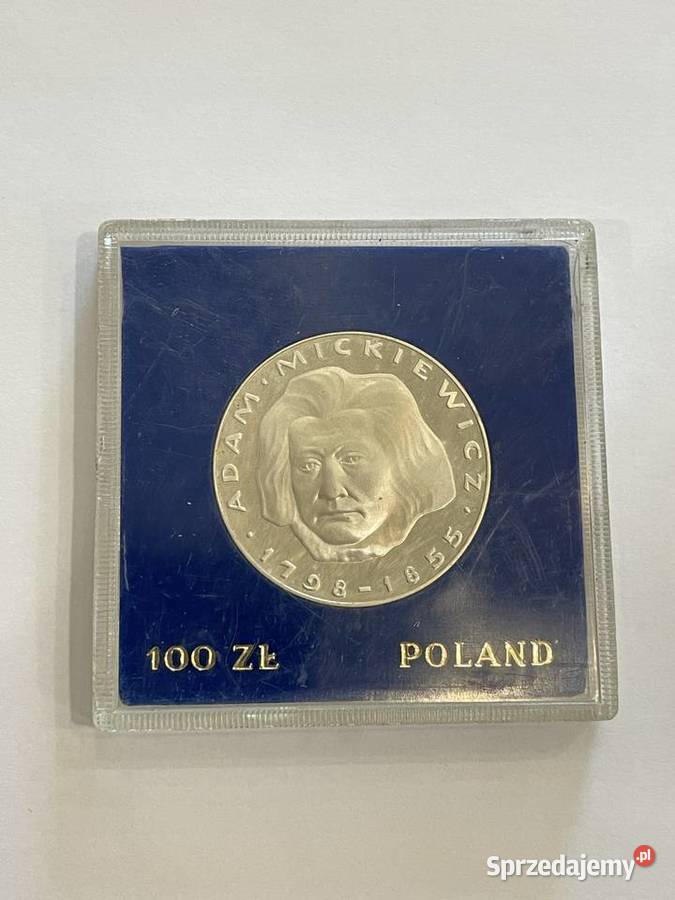 · ADAM · MICKIEWICZ ·
1798-1855
100 ZŁ POLAND
Sprzedajemy.pl